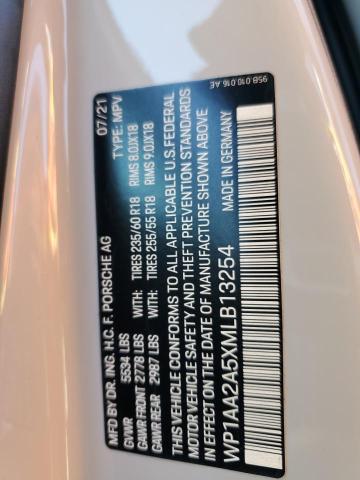 95B.010.016 AE
MFD BY DR. ING. H.C. F. PORSCHE AG 07/21
GVWR 5534 LBS TYPE: MPV
GAWR FRONT 2778 LBS TIRES 235/60 R18 RIMS 8.0JX18
GAWR REAR 2987 LBS TIRES 255/55 R18 RIMS 9.0JX18
THIS VEHICLE CONFORMS TO ALL APPLICABLE U.S.FEDERAL
MOTOR VEHICLE SAFETY AND THEFT PREVENTION STANDARDS
IN EFFECT ON THE DATE OF MANUFACTURE SHOWN ABOVE
WP1AA2A5XMLB13254 MADE IN GERMANY